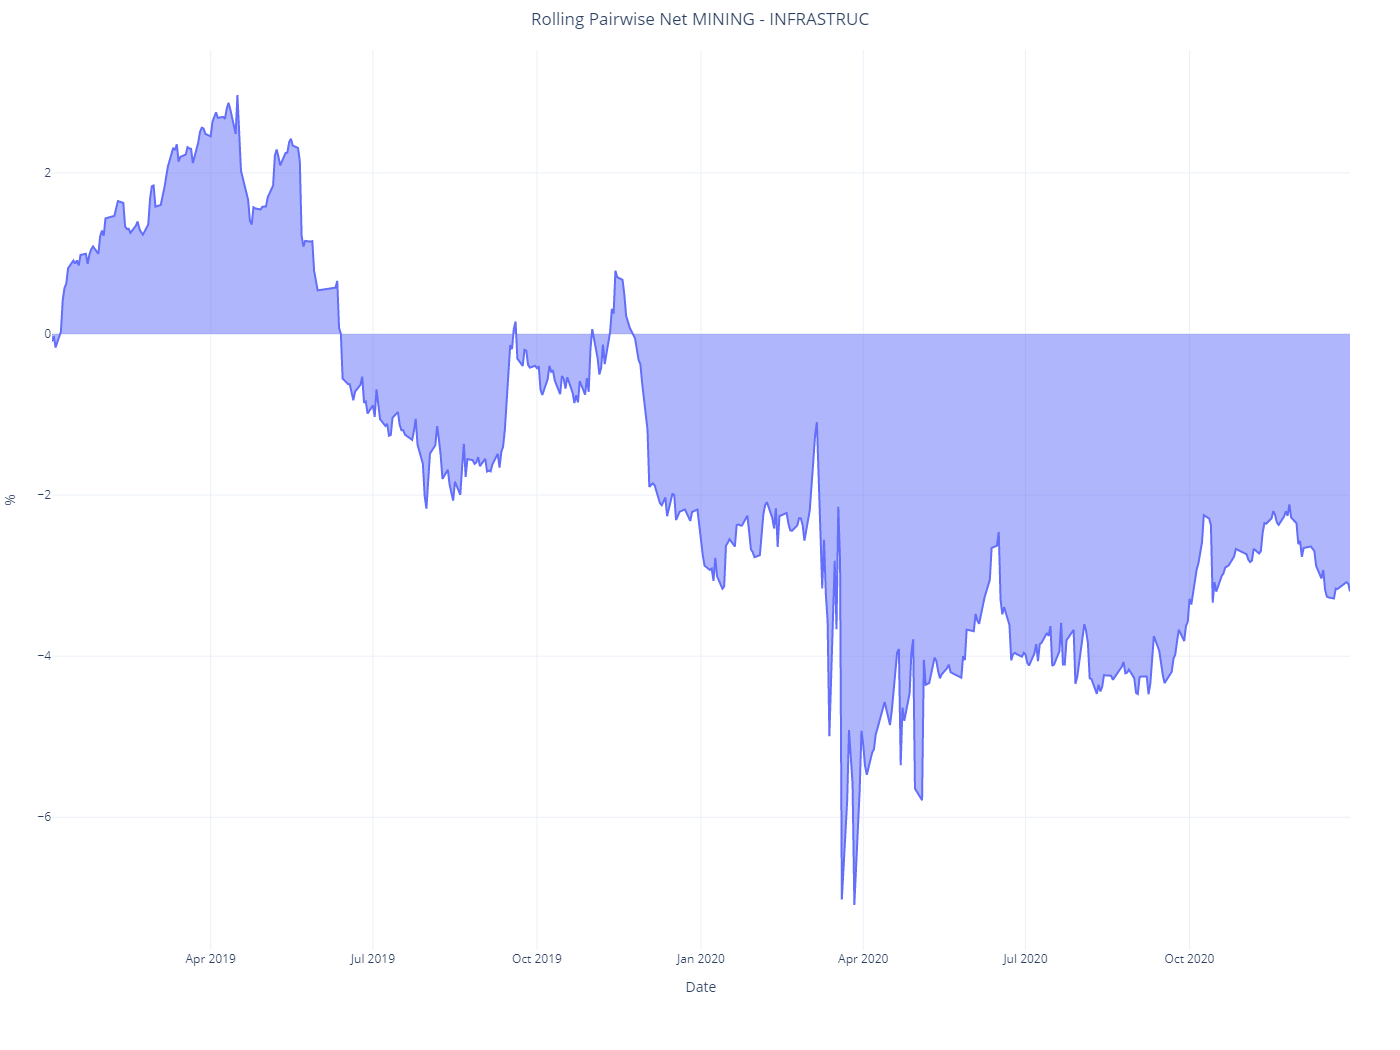 Rolling Pairwise Net MINING - INFRASTRUC
2
0
−2
−4
−6
%
Apr 2019
Jul 2019
Oct 2019
Jan 2020
Apr 2020
Jul 2020
Oct 2020
Date